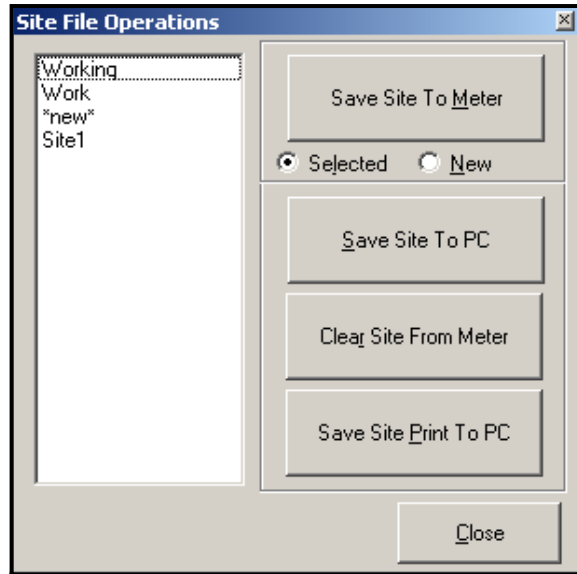 Site File Operations
Working
Work
*new*
Site1
Save Site To Meter
Selected
New
Save Site To PC
Clear Site From Meter
Save Site Print To PC
Close